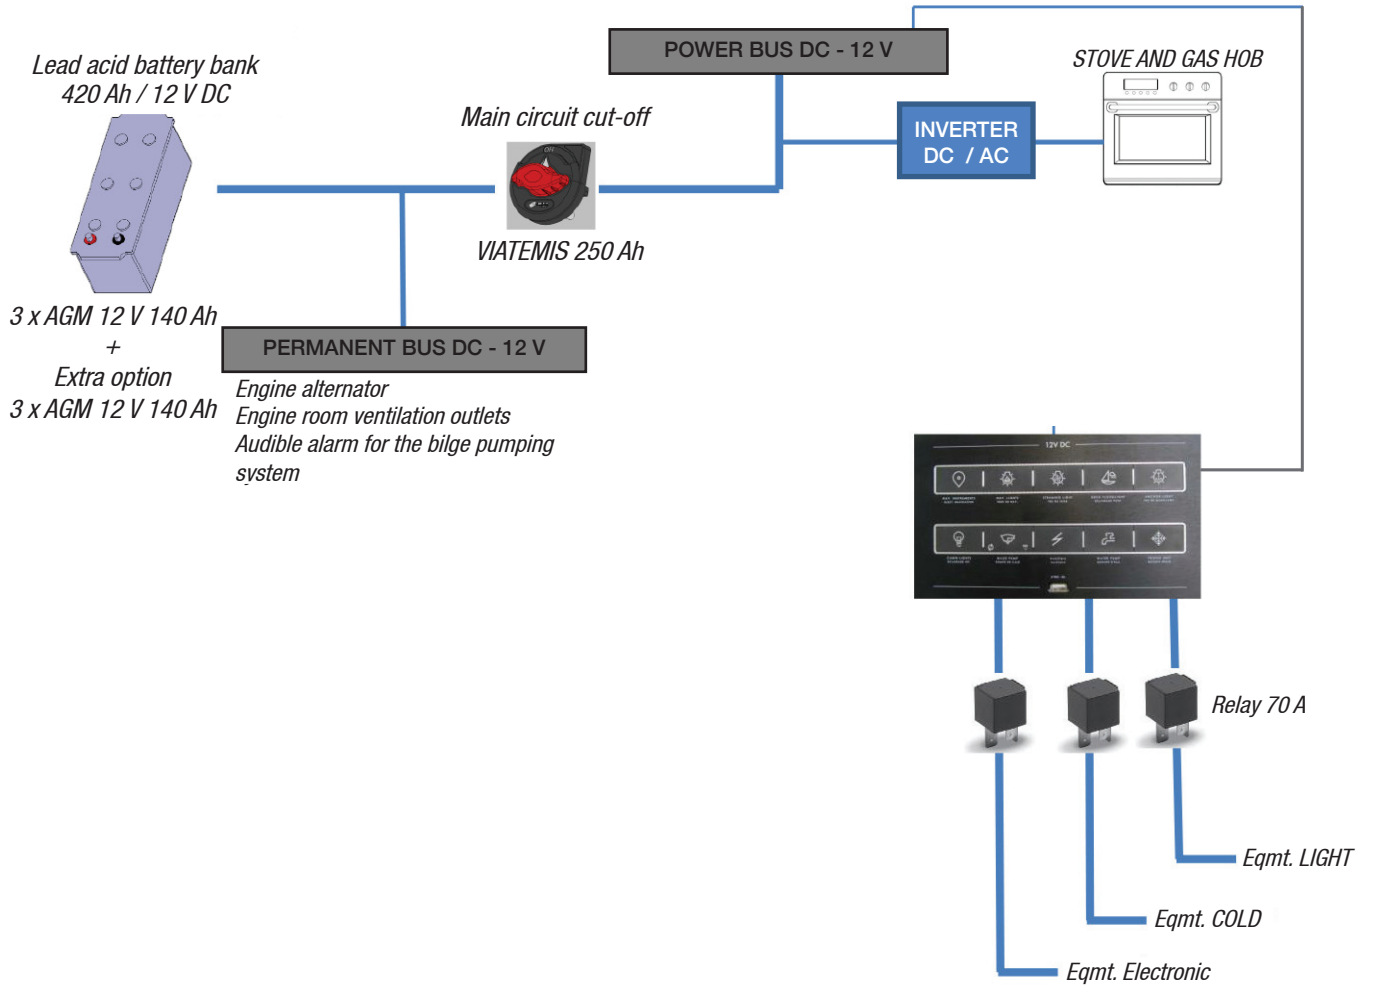 POWER BUS DC - 12 V
STOVE AND GAS HOB
Lead acid battery bank
420 Ah / 12 V DC
Main circuit cut-off
INVERTER
DC / AC
VIATEMIS 250 Ah
3 x AGM 12 V 140 Ah
+
Extra option
3 x AGM 12 V 140 Ah
PERMANENT BUS DC - 12 V
Engine alternator
Engine room ventilation outlets
Audible alarm for the bilge pumping
system
12V DC
Relay 70 A
Eqmt. LIGHT
Eqmt. COLD
Eqmt. Electronic